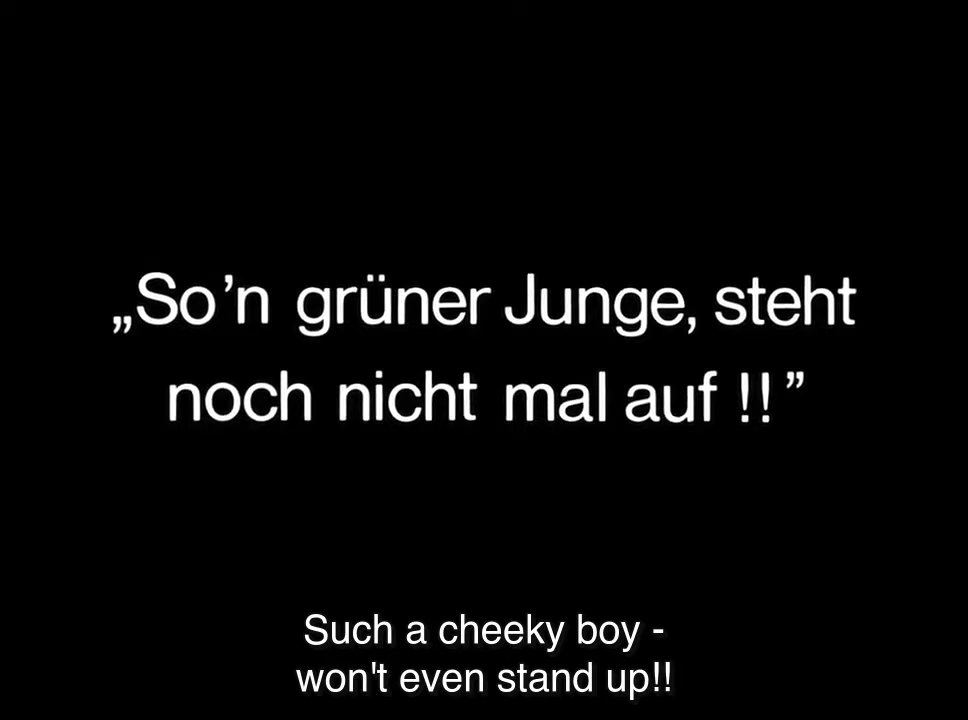 „So’n grüner Junge, steht
noch nicht mal auf !!”
Such a cheeky boy -
won't even stand up!!